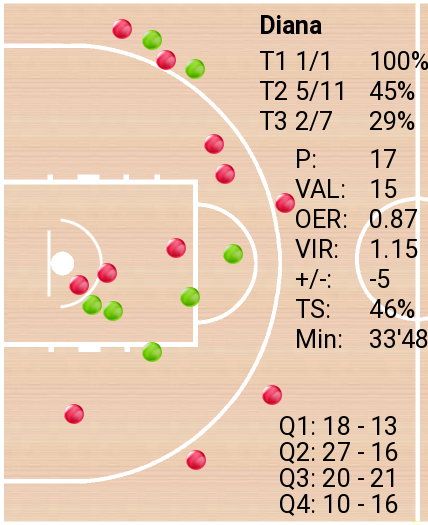 Diana
T1 1/1 100%
T2 5/11 45%
T3 2/7 29%
P: 17
VAL: 15
OER: 0.87
VIR: 1.15
+/-: -5
TS: 46%
Min: 33'48
Q1: 18 - 13
Q2: 27 - 16
Q3: 20 - 21
Q4: 10 - 16